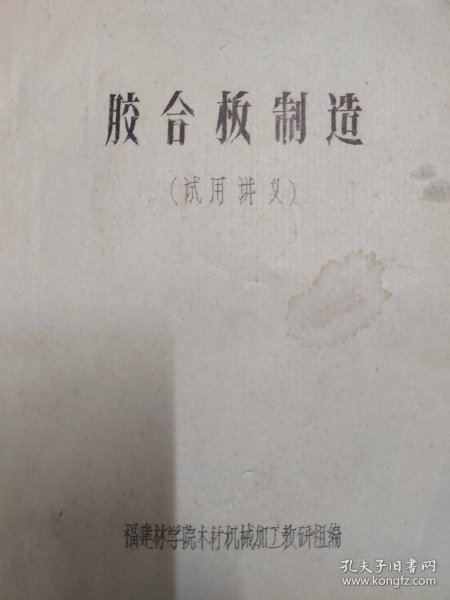 胶合板制造
(试用讲义)
福建林学院木材机械加工教研组编
孔夫子旧书网
www.kongfz.com